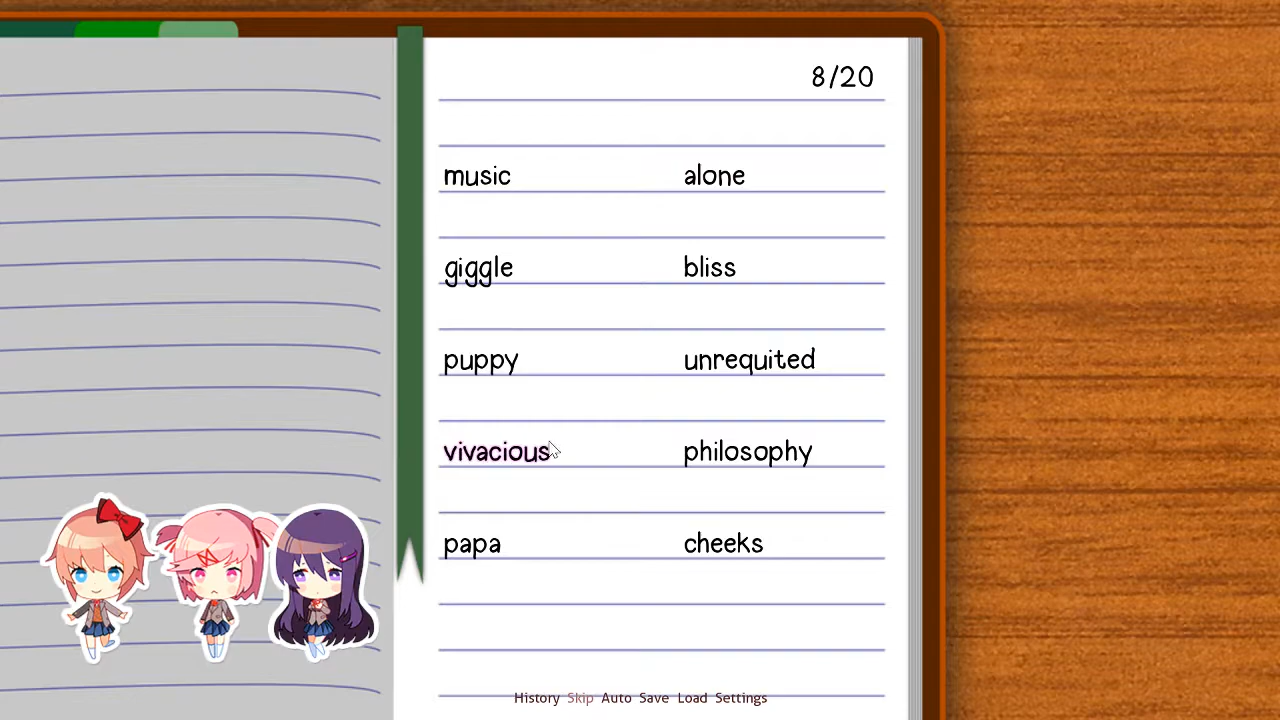 8/20
music alone
giggle bliss
puppy unrequited
vivacious philosophy
papa cheeks
History Skip Auto Save Load Settings